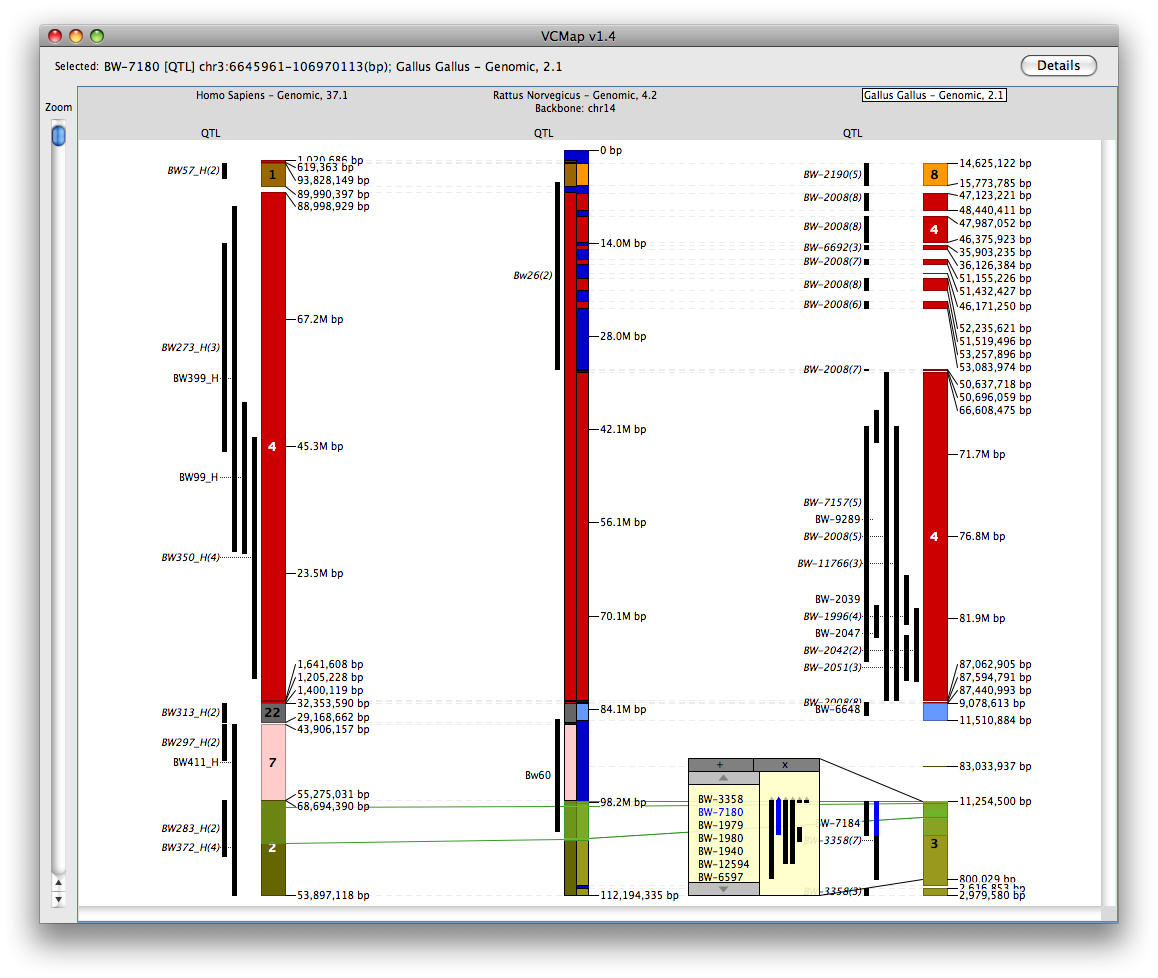 VCMap v1.4
Selected: BW-7180 [QTL] chr3:6645961-106970113(bp); Gallus Gallus - Genomic, 2.1
Details
Zoom
Homo Sapiens - Genomic, 37.1
QTL
BW57_H(2)
BW273_H(3)
BW399_H
BW99_H
BW350_H(4)
BW313_H(2)
BW297_H(2)
BW411_H
BW283_H(2)
BW372_H(4)
1
4
22
7
2
1,020,686 bp
619,363 bp
93,828,149 bp
89,990,397 bp
88,998,929 bp
67.2M bp
45.3M bp
23.5M bp
1,641,608 bp
1,205,228 bp
1,400,119 bp
32,353,590 bp
29,168,662 bp
43,906,157 bp
55,275,031 bp
68,694,390 bp
53,897,118 bp
Rattus Norvegicus - Genomic, 4.2
Backbone: chr14
QTL
Bw26(2)
Bw60
0 bp
14.0M bp
28.0M bp
42.1M bp
56.1M bp
70.1M bp
84.1M bp
98.2M bp
112,194,335 bp
Gallus Gallus - Genomic, 2.1
QTL
BW-2190(5)
BW-2008(8)
BW-2008(8)
BW-6692(3)
BW-2008(7)
BW-2008(8)
BW-2008(6)
BW-2008(7)
BW-7157(5)
BW-9289
BW-2008(5)
BW-11766(3)
BW-2039
BW-1996(4)
BW-2047
BW-2042(2)
BW-2051(3)
BW-2008(8)
BW-6648
BW-7184
-3358(7)
W-3358(3)
8
4
4
3
14,625,122 bp
15,773,785 bp
47,123,221 bp
48,440,411 bp
47,987,052 bp
46,375,923 bp
35,903,235 bp
36,126,384 bp
51,155,226 bp
51,432,427 bp
46,171,250 bp
52,235,621 bp
51,519,496 bp
53,257,896 bp
53,083,974 bp
50,637,718 bp
50,696,059 bp
66,608,475 bp
71.7M bp
76.8M bp
81.9M bp
87,062,905 bp
87,594,791 bp
87,440,993 bp
9,078,613 bp
11,510,884 bp
83,033,937 bp
11,254,500 bp
800,029 bp
2,616,853 bp
2,979,580 bp
+ x
BW-3358
BW-7180
BW-1979
BW-1980
BW-1940
BW-12594
BW-6597